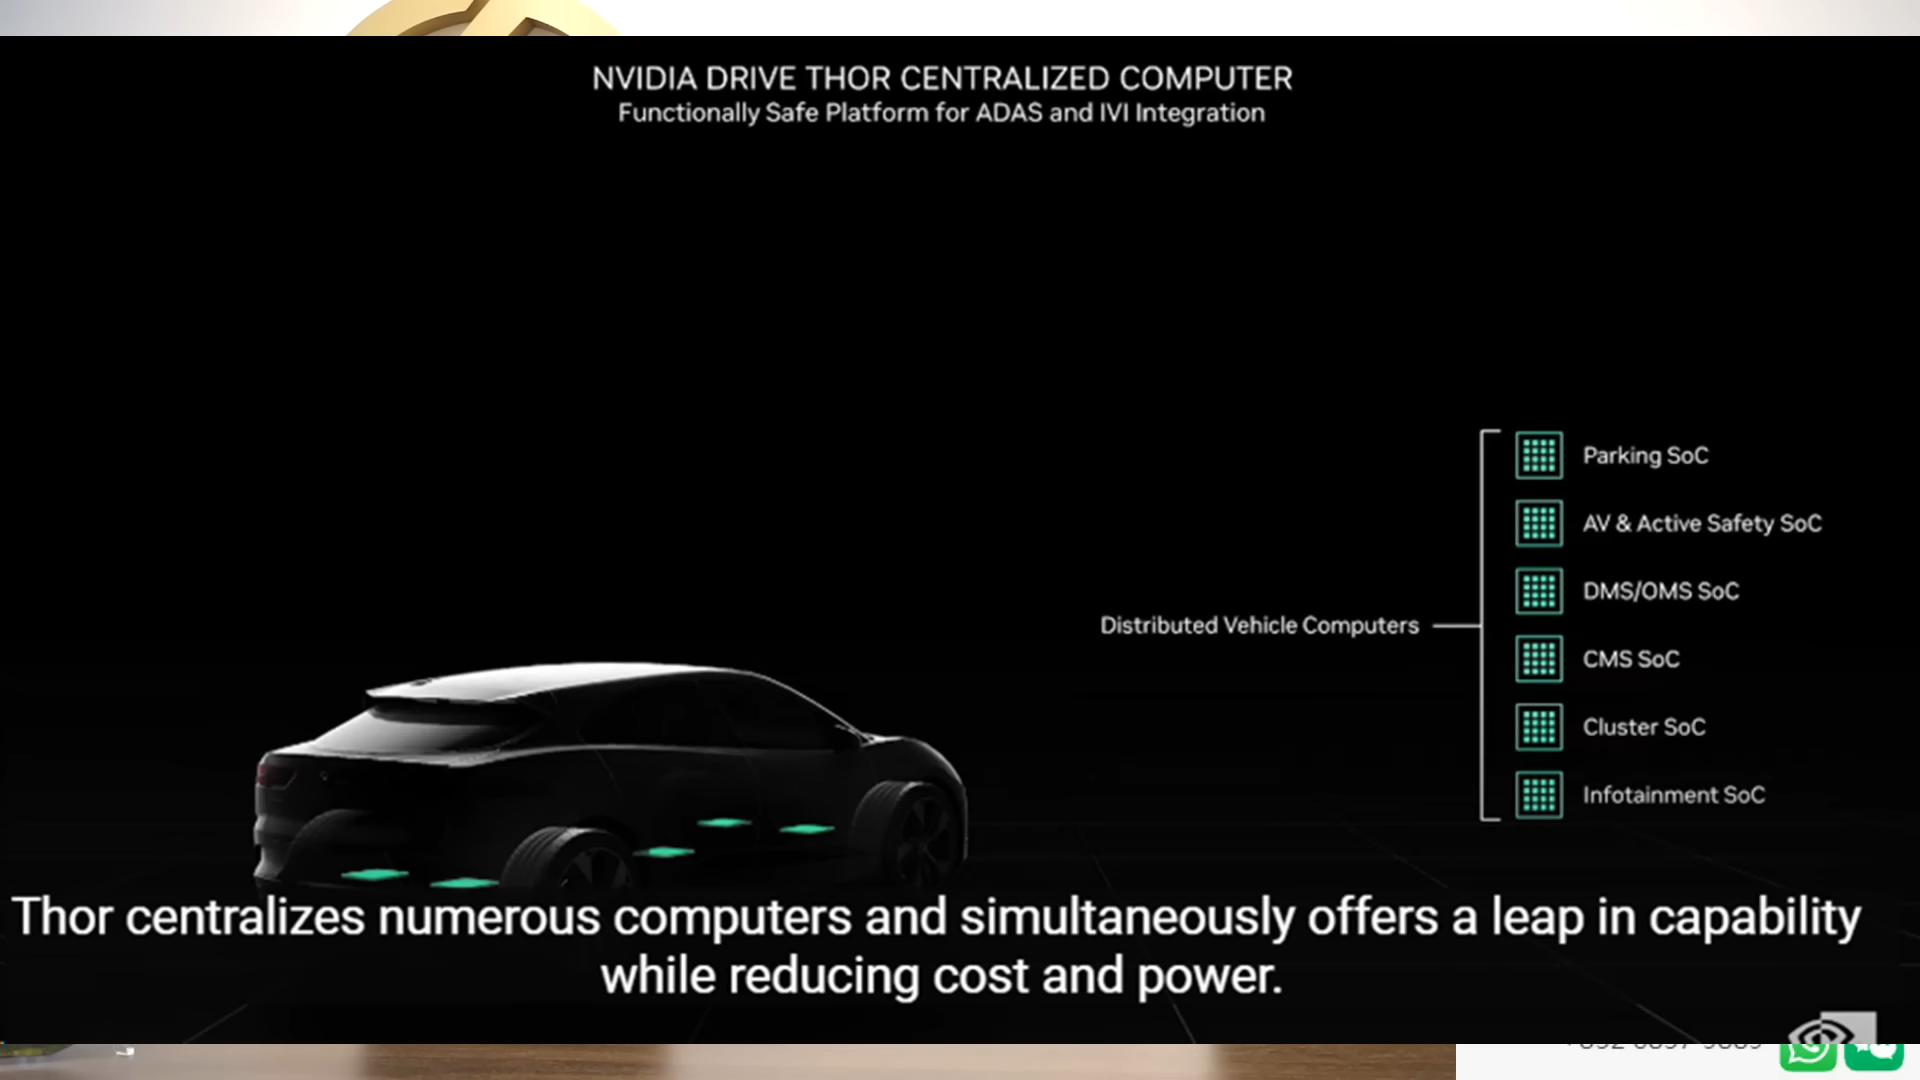 NVIDIA DRIVE THOR CENTRALIZED COMPUTER
Functionally Safe Platform for ADAS and IVI Integration
Parking SoC
AV & Active Safety SoC
DMS/OMS SoC
Distributed Vehicle Computers
CMS SoC
Cluster SoC
Infotainment SoC
Thor centralizes numerous computers and simultaneously offers a leap in capability
while reducing cost and power.